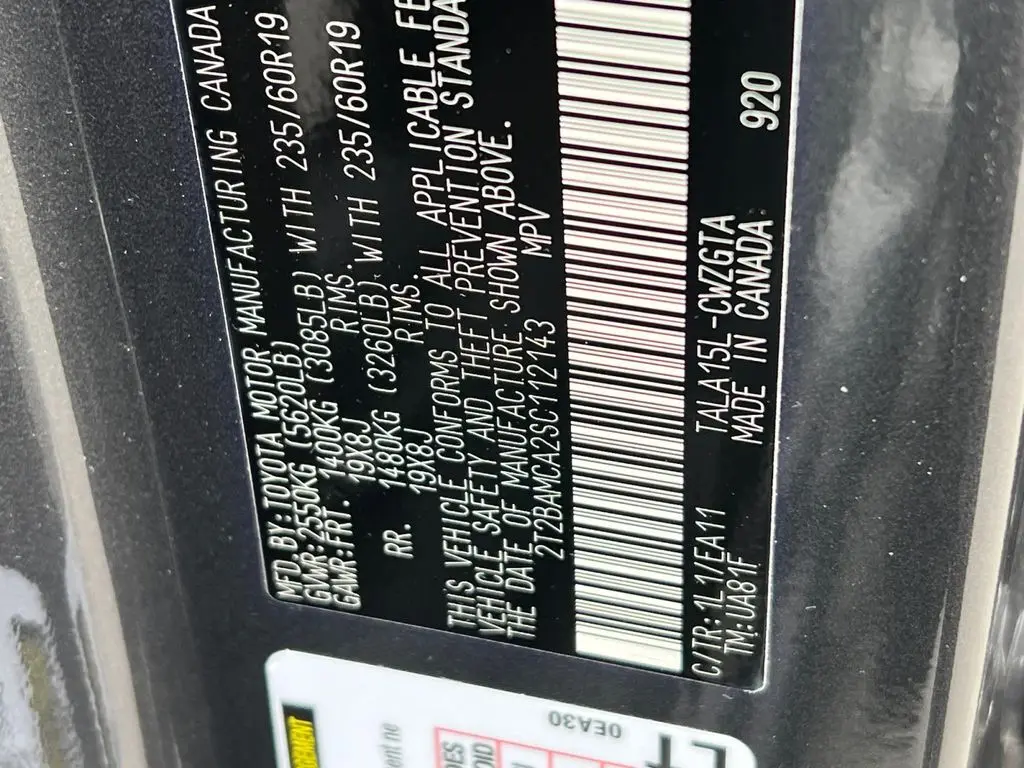 MFD BY:TOYOTA MOTOR MANUFACTURING CANADA
GVWR:2550KG(5620LB)
GAWR:FRT. 1400KG (3085LB) WITH 235/60R19
19X8J RIMS.
RR. 1480KG (3260LB) WITH 235/60R19
19X8J RIMS.
THIS VEHICLE CONFORMS TO ALL APPLICABLE
VEHICLE SAFETY AND THEFT PREVENTION
THE DATE OF MANUFACTURE SHOWN ABOVE.
2T2BAMCA2SC112143 MPV
C/TR:1L1/EA11 TALA15L-CWZGTA 920
TM:UA81F MADE IN CANADA
0EA30